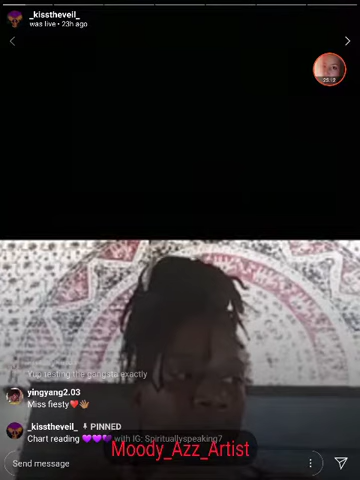 _kisstheveil_
was live • 23h ago
25:13
yingyang2.03
Miss fiesty❤️👋🏾
_kisstheveil_ PINNED
Chart reading 💜💜💜 with IG: Spirituallyspeaking7
Moody_Azz_Artist
Send message